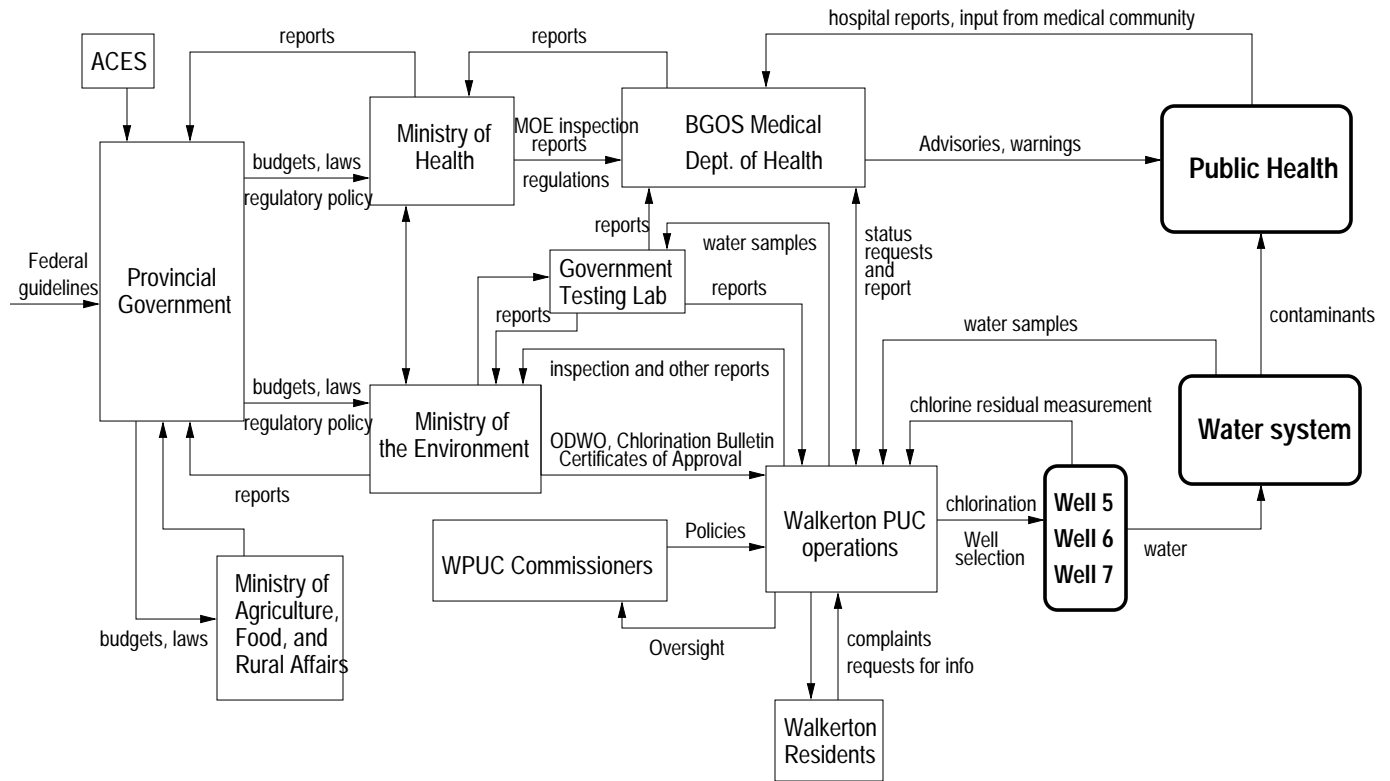 hospital reports, input from medical community
reports
reports
ACES
Ministry of
Health
MOE inspection
reports
regulations
BGOS Medical
Dept. of Health
Advisories, warnings
Public Health
budgets, laws
regulatory policy
Federal
guidelines
Provincial
Government
reports
water samples
status
requests and
report
Government
Testing Lab
reports
reports
contaminants
water samples
inspection and other reports
budgets, laws
regulatory policy
Ministry of
the Environment
chlorine residual measurement
Water system
ODWO, Chlorination Bulletin
Certificates of Approval
reports
Walkerton PUC
operations
chlorination
Well
selection
Well 5
Well 6
Well 7
water
Policies
WPUC Commissioners
Ministry of
Agriculture,
Food, and
Rural Affairs
budgets, laws
Oversight
complaints
requests for info
Walkerton
Residents